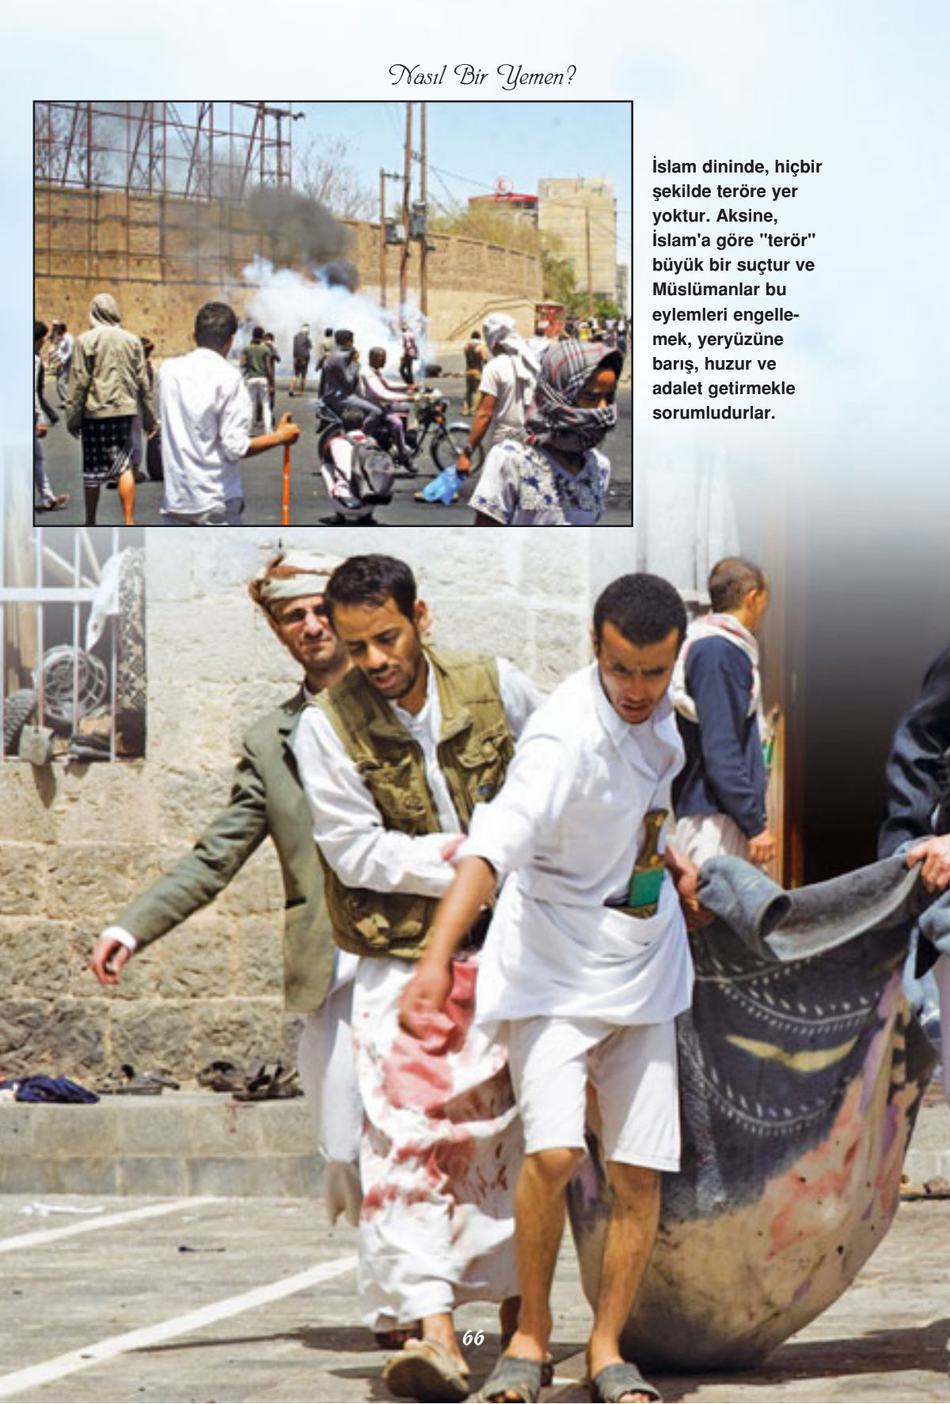 Nasıl Bir Yemen?
İslam dininde, hiçbir
şekilde teröre yer
yoktur. Aksine,
İslam'a göre "terör"
büyük bir suçtur ve
Müslümanlar bu
eylemleri engelle-
mek, yeryüzüne
barış, huzur ve
adalet getirmekle
sorumludurlar.
66